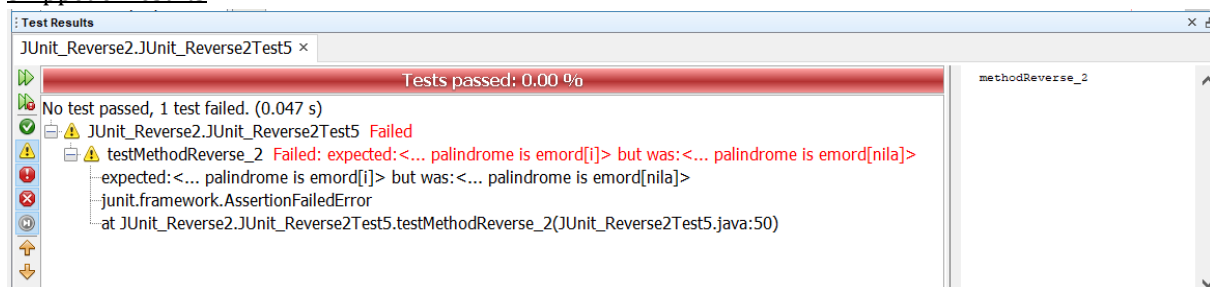 Test Results
JUnit_Reverse2.JUnit_Reverse2Test5 ×
Tests passed: 0.00 %
methodReverse_2
No test passed, 1 test failed. (0.047 s)
JUnit_Reverse2.JUnit_Reverse2Test5 Failed
testMethodReverse_2 Failed: expected:<... palindrome is emord[i]> but was:<... palindrome is emord[nila]>
expected:<... palindrome is emord[i]> but was:<... palindrome is emord[nila]>
junit.framework.AssertionFailedError
at JUnit_Reverse2.JUnit_Reverse2Test5.testMethodReverse_2(JUnit_Reverse2Test5.java:50)